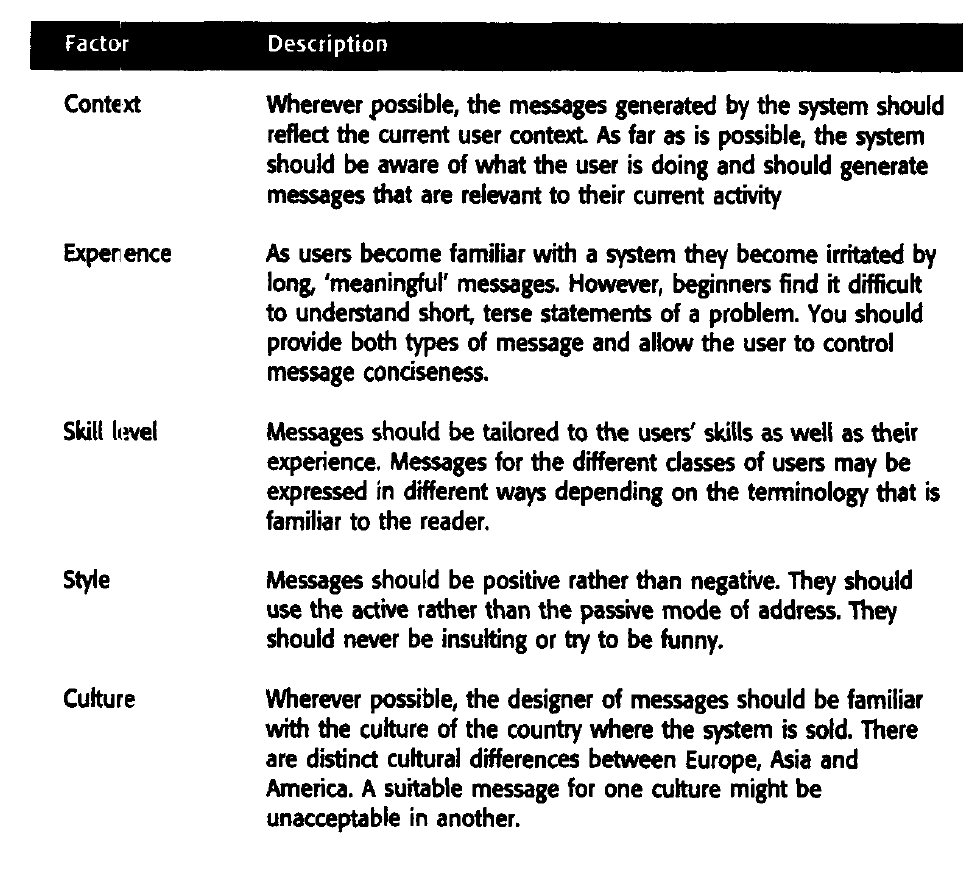 Factor Description
Context Wherever possible, the messages generated by the system should
reflect the current user context. As far as is possible, the system
should be aware of what the user is doing and should generate
messages that are relevant to their current activity
Experience As users become familiar with a system they become irritated by
long, 'meaningful' messages. However, beginners find it difficult
to understand short, terse statements of a problem. You should
provide both types of message and allow the user to control
message conciseness.
Skill level Messages should be tailored to the users' skills as well as their
experience. Messages for the different classes of users may be
expressed in different ways depending on the terminology that is
familiar to the reader.
Style Messages should be positive rather than negative. They should
use the active rather than the passive mode of address. They
should never be insulting or try to be funny.
Culture Wherever possible, the designer of messages should be familiar
with the culture of the country where the system is sold. There
are distinct cultural differences between Europe, Asia and
America. A suitable message for one culture might be
unacceptable in another.